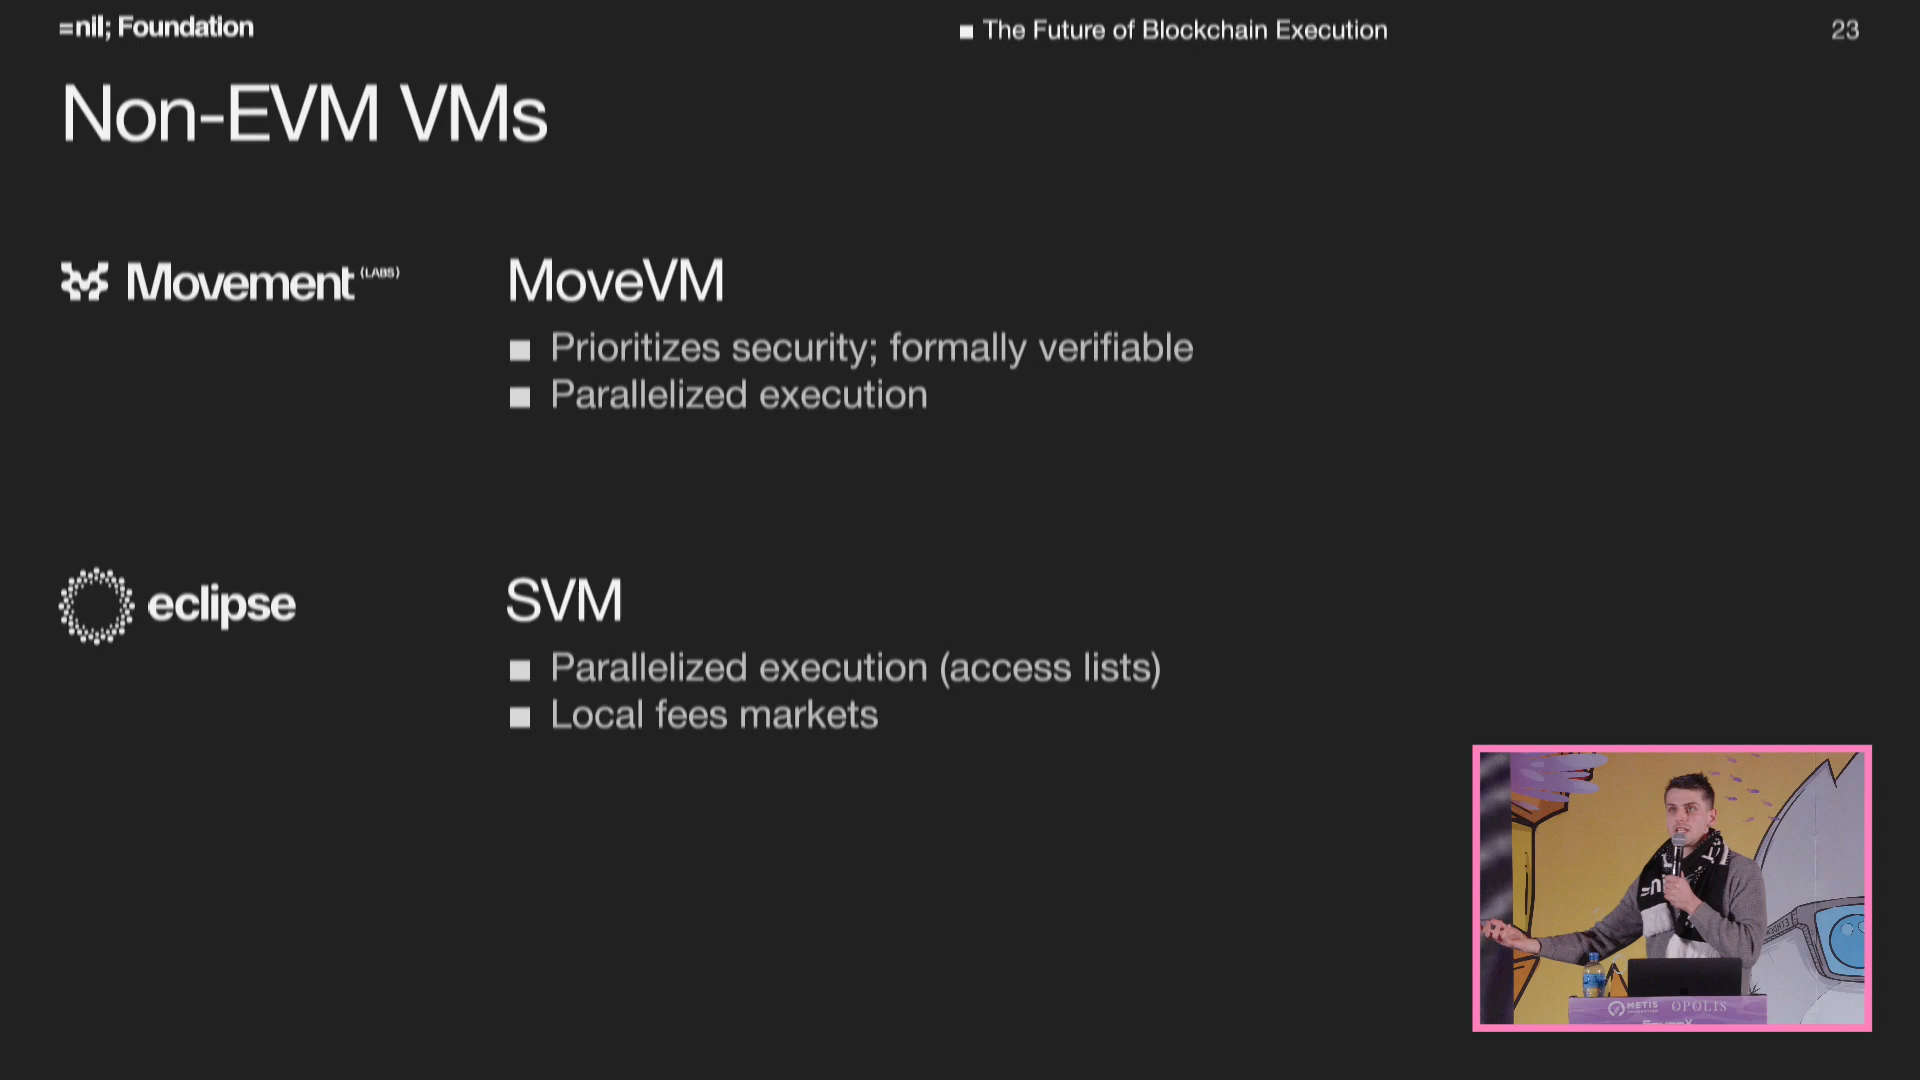 =nil; Foundation
The Future of Blockchain Execution
23
Non-EVM VMs
Movement (LABS)
MoveVM
Prioritizes security; formally verifiable
Parallelized execution
eclipse
SVM
Parallelized execution (access lists)
Local fees markets
=n
METIS
OPOLIS